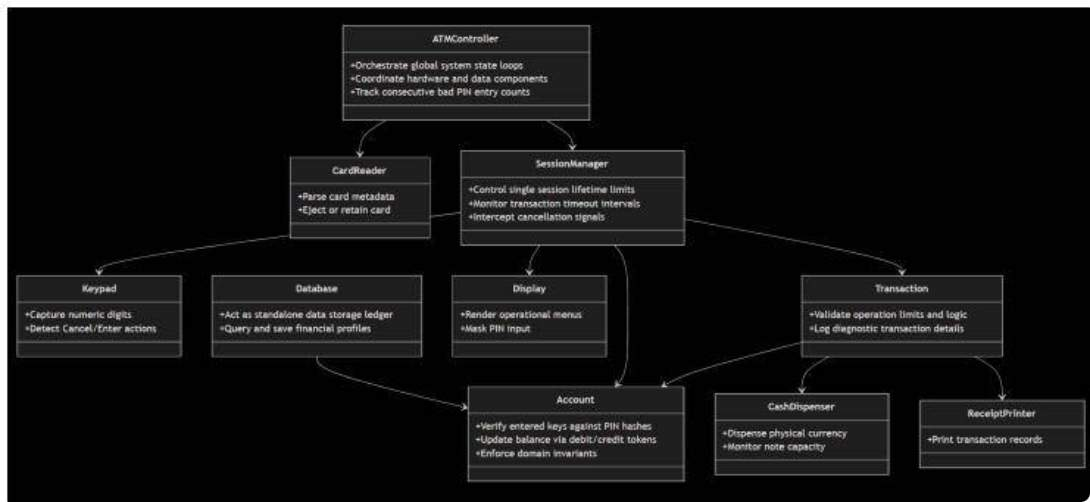 ATMController
+Orchestrate global system state loops
+Coordinate hardware and data components
+Track consecutive bad PIN entry counts
CardReader
+Parse card metadata
+Eject or retain card
SessionManager
+Control single session lifetime limits
+Monitor transaction timeout intervals
+Intercept cancellation signals
Keypad
+Capture numeric digits
+Detect Cancel/Enter actions
Database
+Act as standalone data storage ledger
+Query and save financial profiles
Display
+Render operational menus
+Mask PIN input
Transaction
+Validate operation limits and logic
+Log diagnostic transaction details
Account
+Verify entered keys against PIN hashes
+Update balance via debit/credit tokens
+Enforce domain invariants
CashDispenser
+Dispense physical currency
+Monitor note capacity
ReceiptPrinter
+Print transaction records